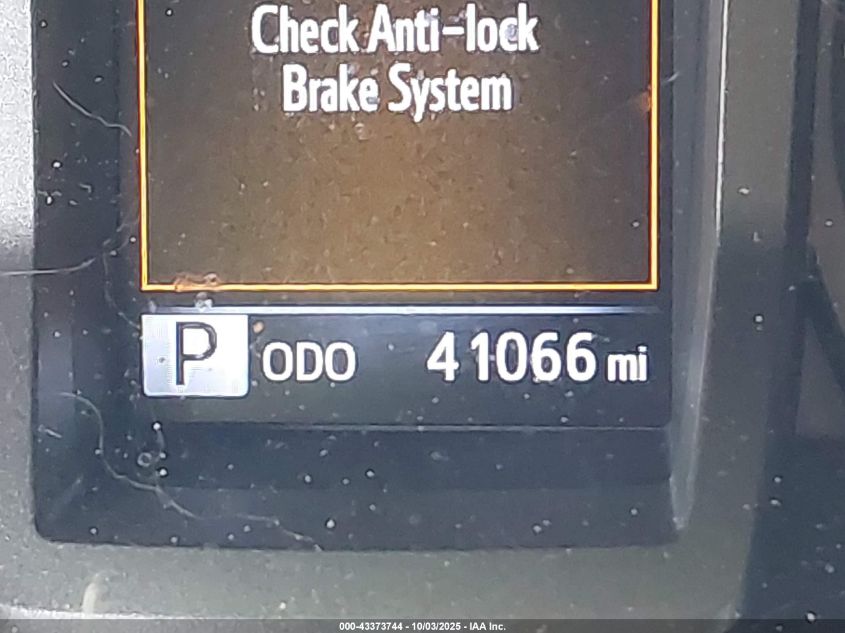 Check Anti-lock
Brake System
P ODO 41066 mi
000-43373744 - 10/03/2025 - IAA Inc.